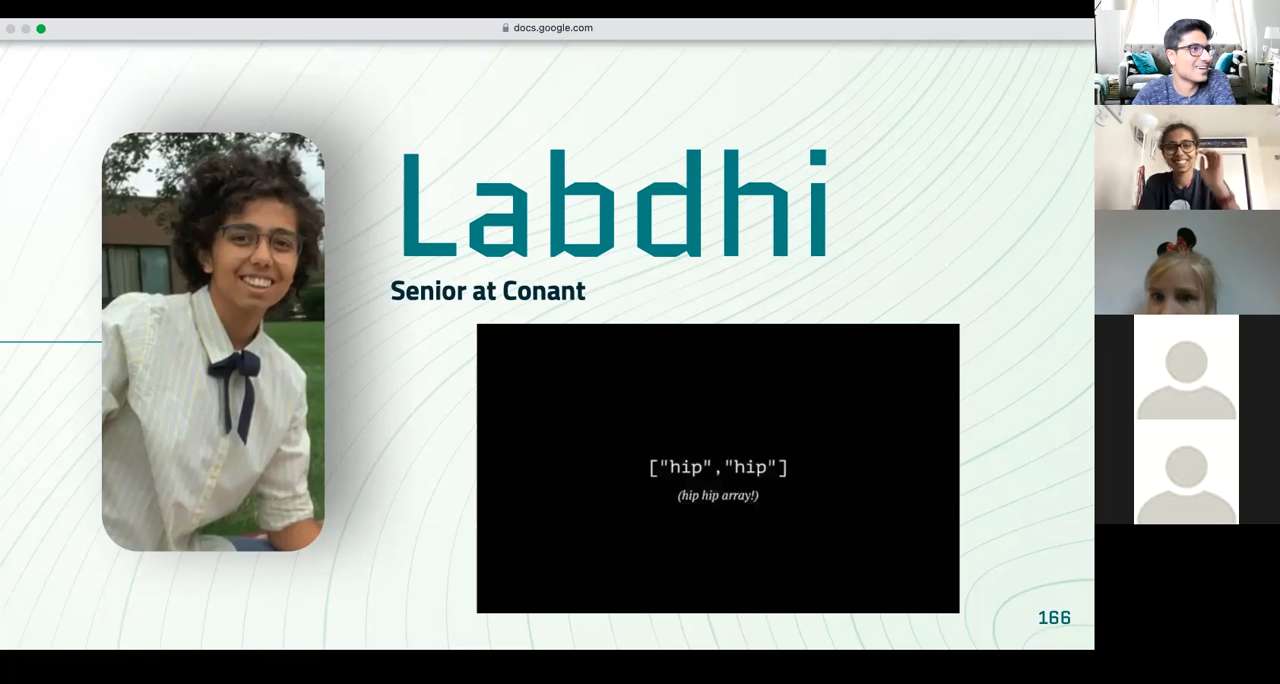 docs.google.com
Labdhi
Senior at Conant
["hip","hip"]
(hip hip array!)
166